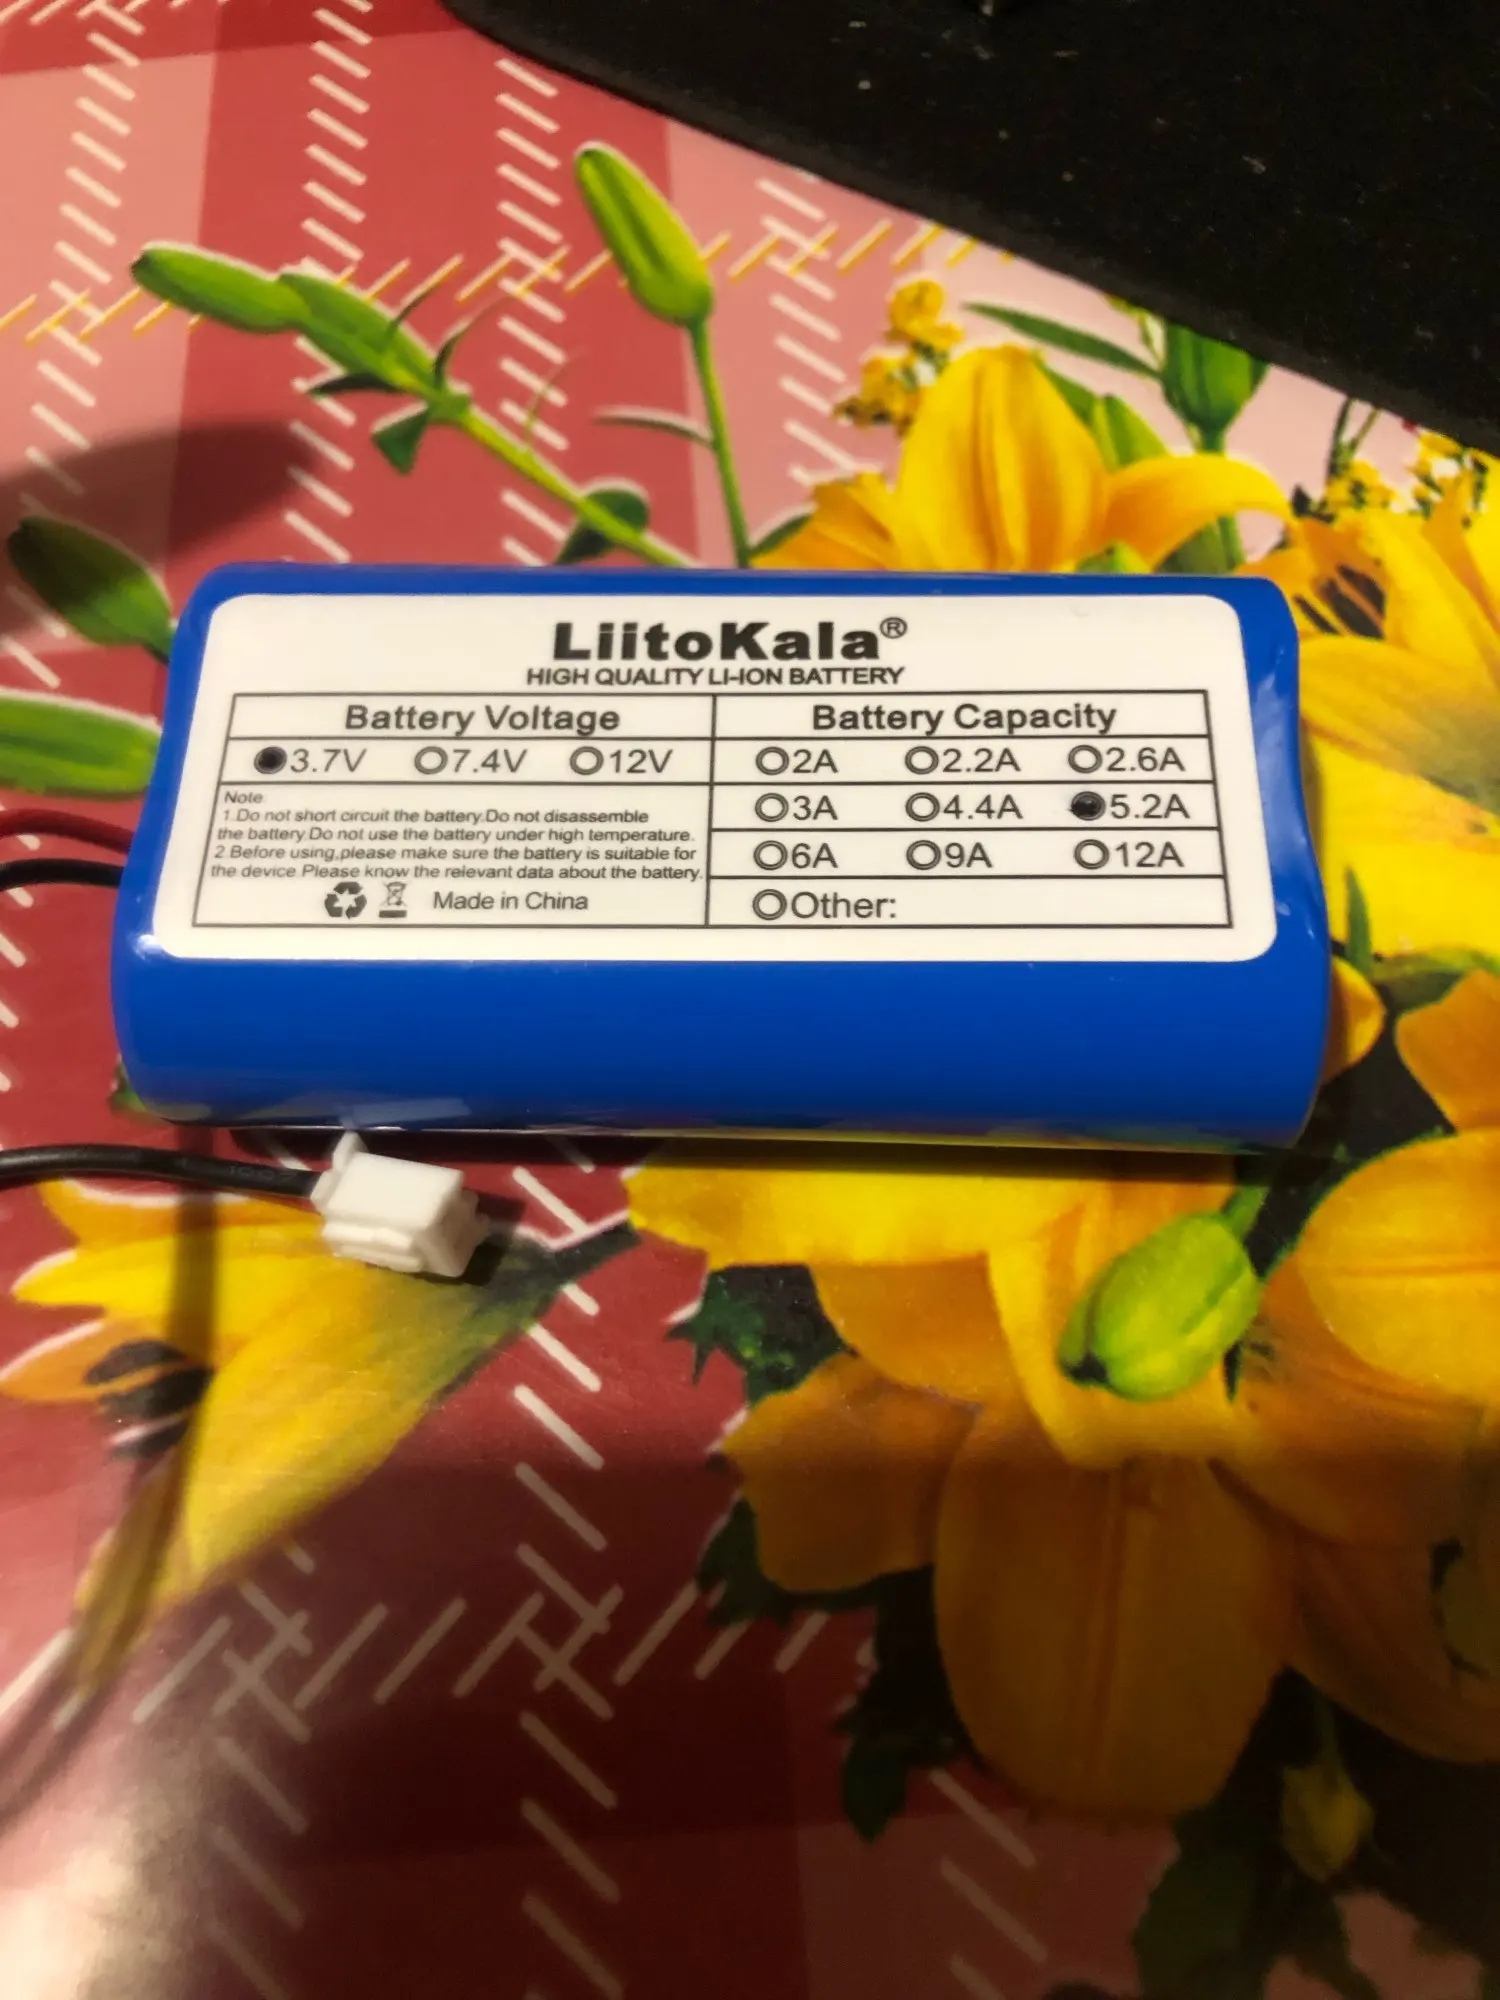 LiitoKala®
HIGH QUALITY LI-ION BATTERY
Battery Voltage
3.7V 7.4V 12V
Note
1.Do not short circuit the battery.Do not disassemble
the battery.Do not use the battery under high temperature.
2.Before using,please make sure the battery is suitable for
the device.Please know the relevant data about the battery.
Made in China
Battery Capacity
2A 2.2A 2.6A
3A 4.4A 5.2A
6A 9A 12A
Other: